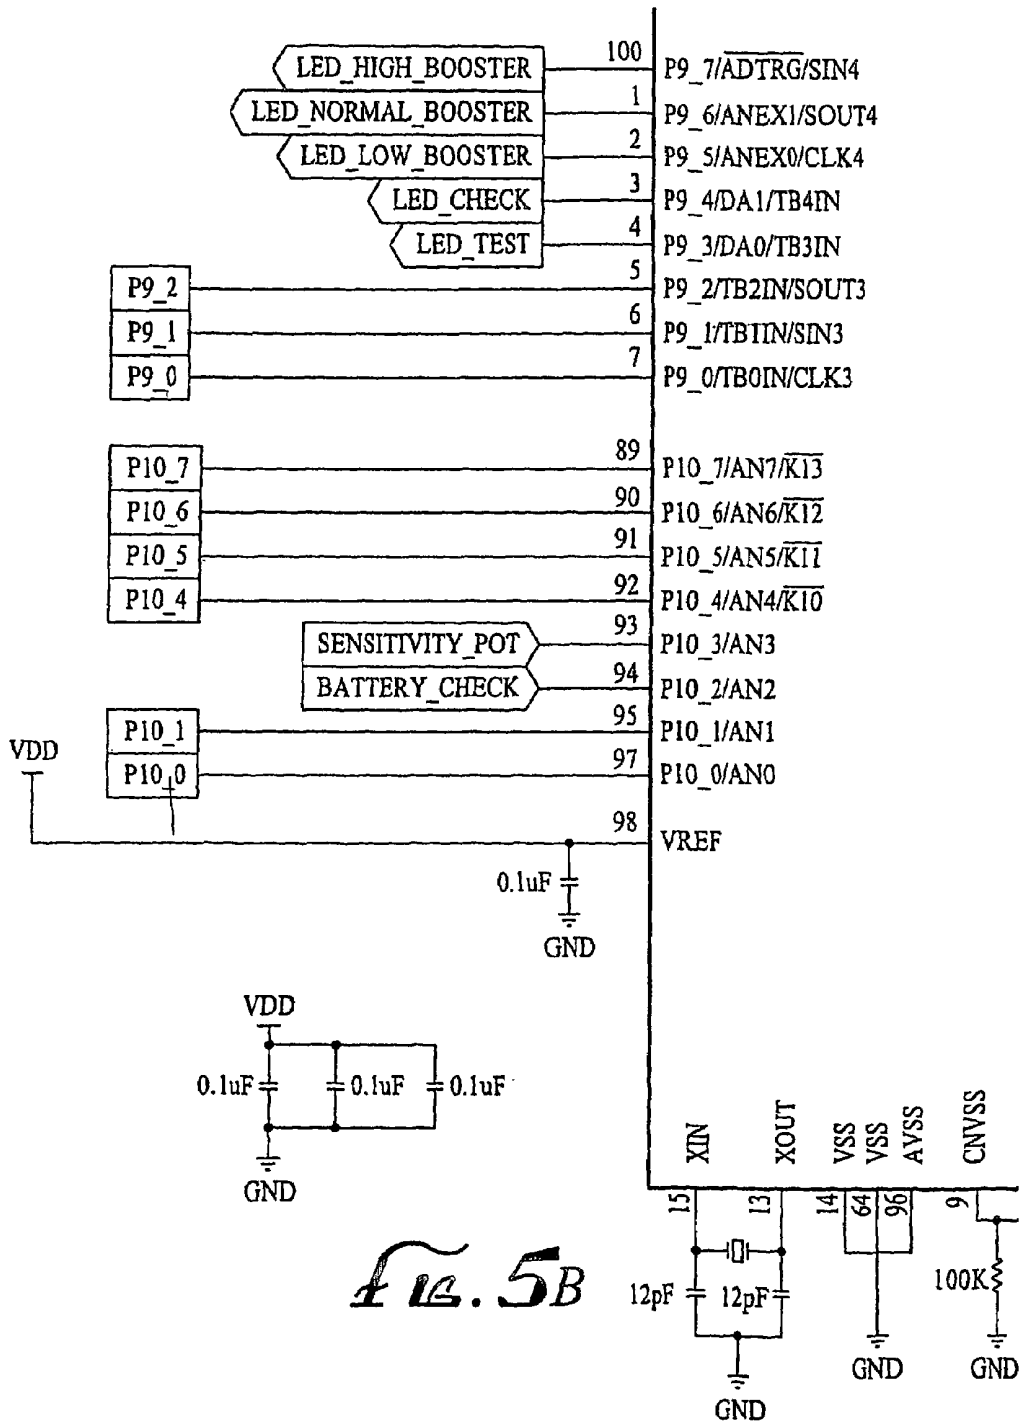 LED_HIGH_BOOSTER 100 P9_7/ADTRG/SIN4
LED_NORMAL_BOOSTER 1 P9_6/ANEX1/SOUT4
LED_LOW_BOOSTER 2 P9_5/ANEX0/CLK4
LED_CHECK 3 P9_4/DA1/TB4IN
LED_TEST 4 P9_3/DA0/TB3IN
P9_2 5 P9_2/TB2IN/SOUT3
P9_1 6 P9_1/TB1IN/SIN3
P9_0 7 P9_0/TB0IN/CLK3
P10_7 89 P10_7/AN7/K13
P10_6 90 P10_6/AN6/K12
P10_5 91 P10_5/AN5/K11
P10_4 92 P10_4/AN4/K10
SENSITIVITY_POT 93 P10_3/AN3
BATTERY_CHECK 94 P10_2/AN2
P10_1 95 P10_1/AN1
VDD
P10_0 97 P10_0/AN0
98 VREF
0.1uF
GND
VDD
0.1uF 0.1uF 0.1uF
GND
XIN XOUT VSS VSS AVSS CNVSS
15 13 14 64 96 9
12pF 12pF 100K
GND GND
GND
FIG. 5B